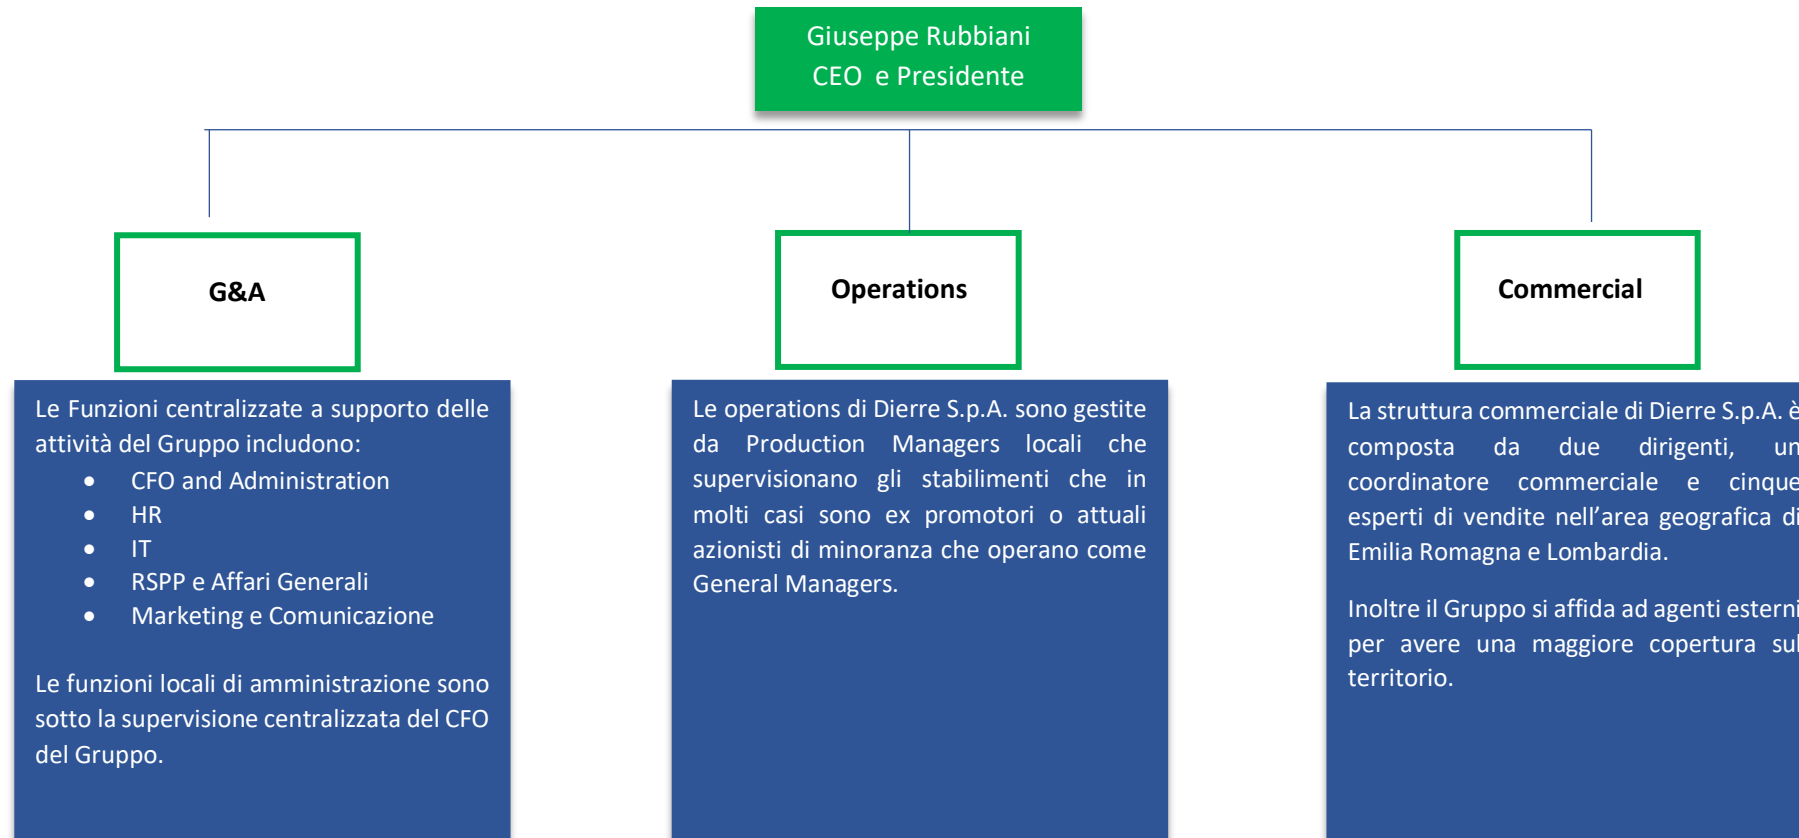 Giuseppe Rubbiani
CEO e Presidente
G&A
Operations
Commercial
Le Funzioni centralizzate a supporto delle
attività del Gruppo includono:
• CFO and Administration
• HR
• IT
• RSPP e Affari Generali
• Marketing e Comunicazione
Le funzioni locali di amministrazione sono
sotto la supervisione centralizzata del CFO
del Gruppo.
Le operations di Dierre S.p.A. sono gestite
da Production Managers locali che
supervisionano gli stabilimenti che in
molti casi sono ex promotori o attuali
azionisti di minoranza che operano come
General Managers.
La struttura commerciale di Dierre S.p.A. è
composta da due dirigenti, un
coordinatore commerciale e cinque
esperti di vendite nell’area geografica di
Emilia Romagna e Lombardia.
Inoltre il Gruppo si affida ad agenti esterni
per avere una maggiore copertura sul
territorio.